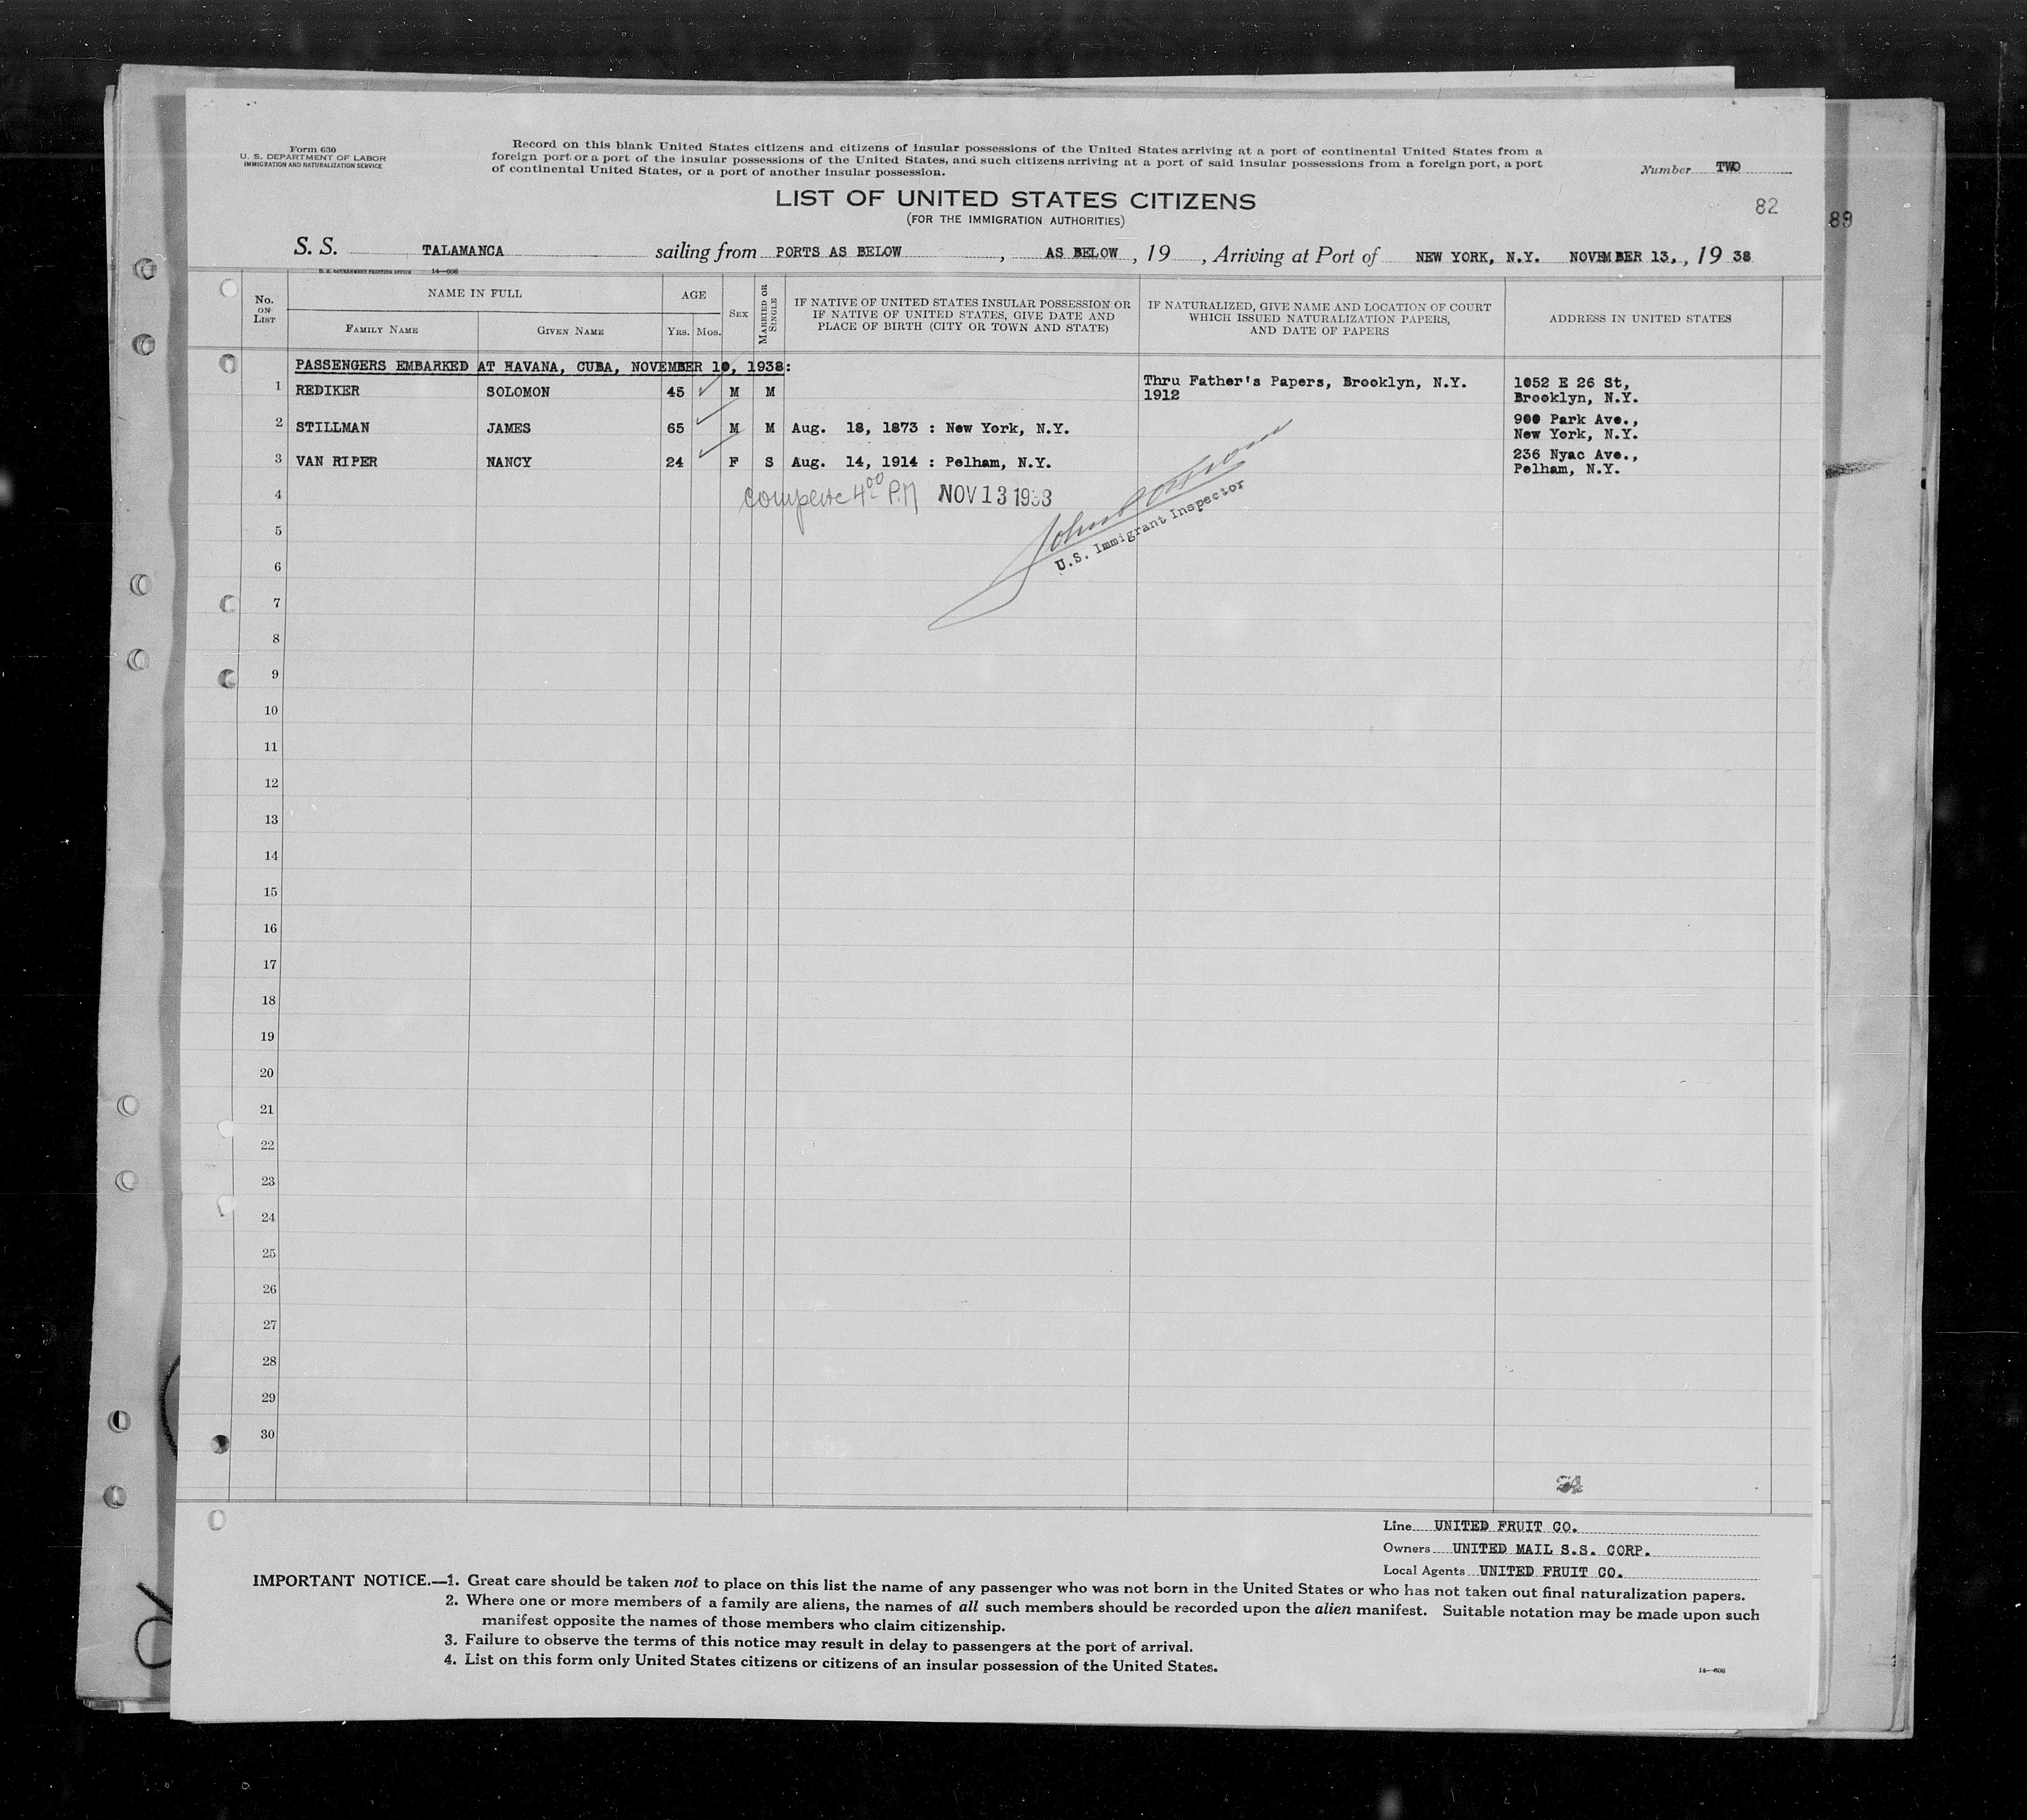 Form 630
U. S. DEPARTMENT OF LABOR
IMMIGRATION AND NATURALIZATION SERVICE
Record on this blank United States citizens and citizens of insular possessions of the United States arriving at a port of continental United States from a
foreign port or a port of the insular possessions of the United States, and such citizens arriving at a port of said insular possessions from a foreign port, a port
of continental United States, or a port of another insular possession.
Number TWO
LIST OF UNITED STATES CITIZENS
(FOR THE IMMIGRATION AUTHORITIES)
82
89
S. S. TALAMANCA sailing from PORTS AS BELOW , AS BELOW , 19 , Arriving at Port of NEW YORK, N.Y. NOVEMBER 13, , 19 38
U. S. GOVERNMENT PRINTING OFFICE 14—608
No. ON LIST
NAME IN FULL
FAMILY NAME
GIVEN NAME
AGE
YRS. MOS.
SEX
MARRIED OR SINGLE
IF NATIVE OF UNITED STATES INSULAR POSSESSION OR
IF NATIVE OF UNITED STATES, GIVE DATE AND
PLACE OF BIRTH (CITY OR TOWN AND STATE)
IF NATURALIZED, GIVE NAME AND LOCATION OF COURT
WHICH ISSUED NATURALIZATION PAPERS,
AND DATE OF PAPERS
ADDRESS IN UNITED STATES
PASSENGERS EMBARKED AT HAVANA, CUBA, NOVEMBER 10, 1938:
1 REDIKER SOLOMON 45 M M Thru Father's Papers, Brooklyn, N.Y. 1052 E 26 St,
1912 Brooklyn, N.Y.
2 STILLMAN JAMES 65 M M Aug. 18, 1873 : New York, N.Y. 900 Park Ave.,
New York, N.Y.
3 VAN RIPER NANCY 24 F S Aug. 14, 1914 : Pelham, N.Y. 236 Nyac Ave.,
Pelham, N.Y.
4 4 00 P.M NOV 13 1938
U.S. Immigrant Inspector
5
6
7
8
9
10
11
12
13
14
15
16
17
18
19
20
21
22
23
24
25
26
27
28
29
30
Line UNITED FRUIT CO.
Owners UNITED MAIL S.S. CORP.
Local Agents UNITED FRUIT CO.
IMPORTANT NOTICE.—1. Great care should be taken not to place on this list the name of any passenger who was not born in the United States or who has not taken out final naturalization papers.
2. Where one or more members of a family are aliens, the names of all such members should be recorded upon the alien manifest. Suitable notation may be made upon such
manifest opposite the names of those members who claim citizenship.
3. Failure to observe the terms of this notice may result in delay to passengers at the port of arrival.
4. List on this form only United States citizens or citizens of an insular possession of the United States.
14—608